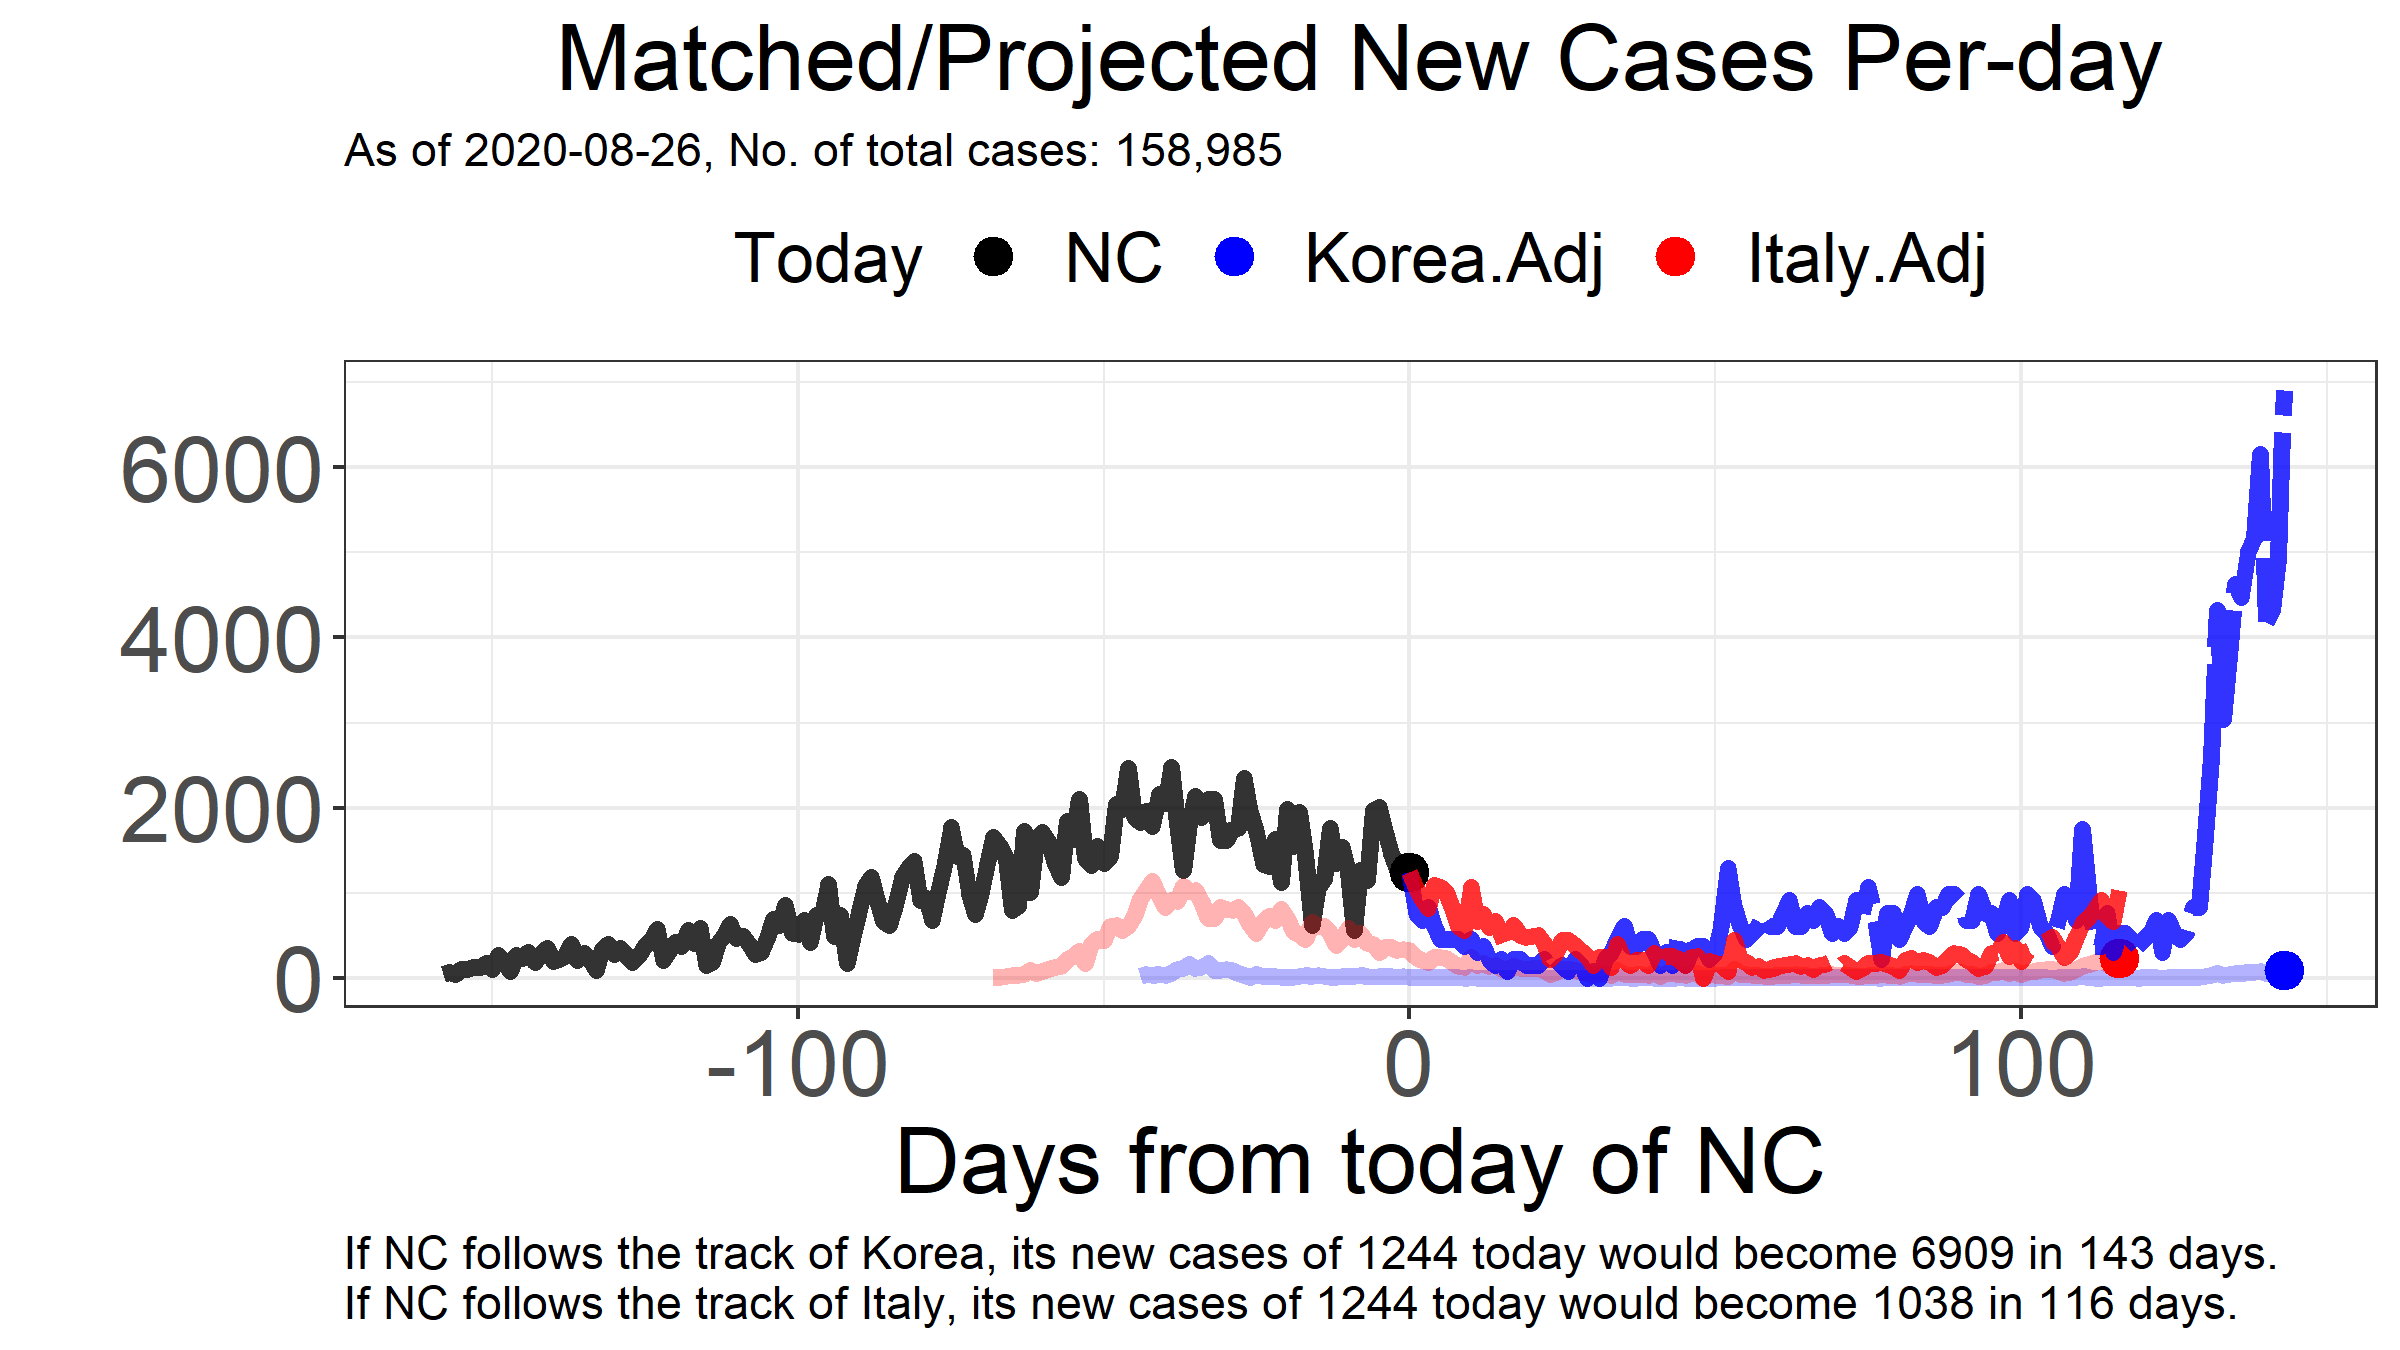 Matched/Projected New Cases Per-day
As of 2020-08-26, No. of total cases: 158,985
Today NC Korea.Adj Italy.Adj
6000
4000
2000
0
-100 0 100
Days from today of NC
If NC follows the track of Korea, its new cases of 1244 today would become 6909 in 143 days.
If NC follows the track of Italy, its new cases of 1244 today would become 1038 in 116 days.